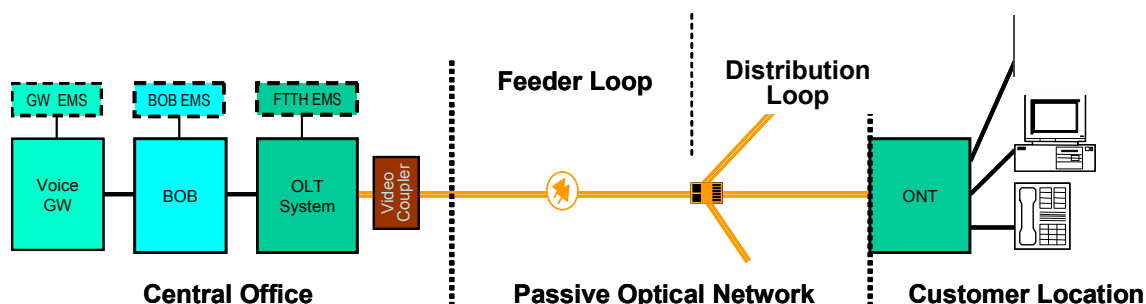 Feeder Loop
Distribution
Loop
GW EMS
BOB EMS
FTTH EMS
Voice
GW
BOB
OLT
System
Video
Coupler
ONT
Central Office
Passive Optical Network
Customer Location